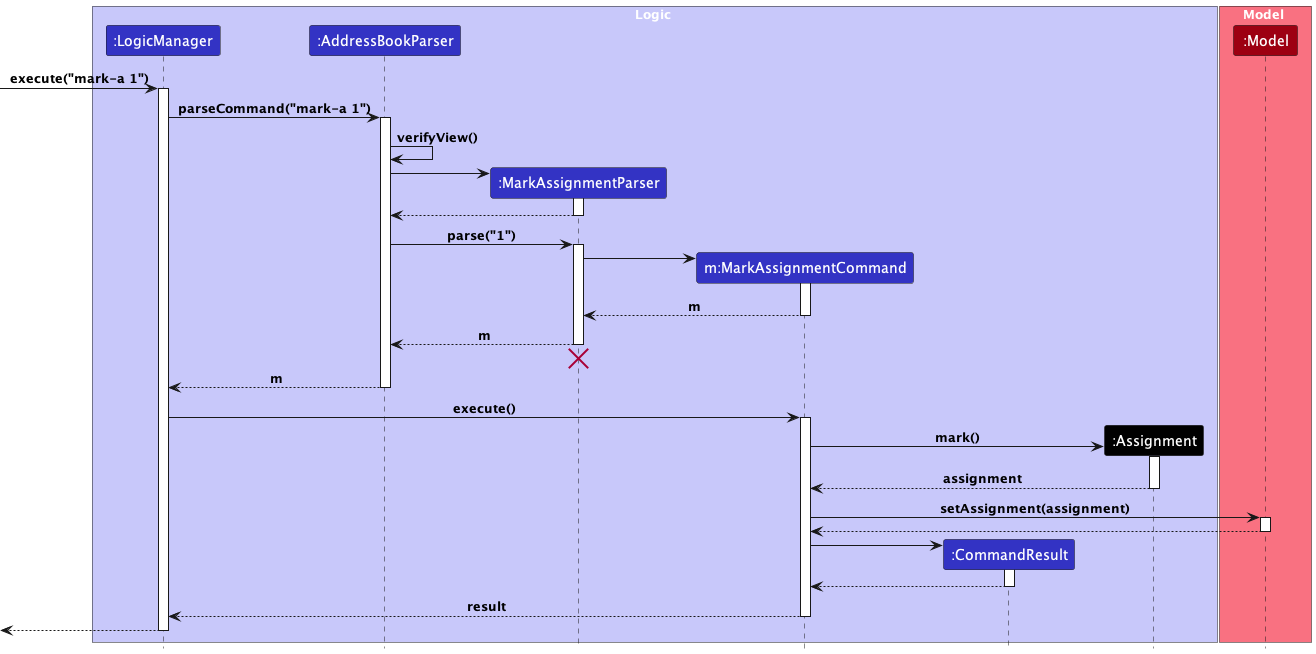 Logic
Model
:LogicManager
:AddressBookParser
:Model
execute("mark-a 1")
parseCommand("mark-a 1")
verifyView()
:MarkAssignmentParser
parse("1")
m:MarkAssignmentCommand
m
m
m
execute()
mark()
:Assignment
assignment
setAssignment(assignment)
:CommandResult
result